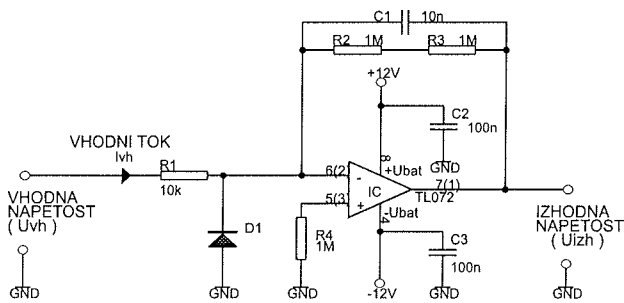 C1 10n
R2 1M R3 1M
+12V
C2
100n
GND
VHODNI TOK
Ivh
R1
10k
8
+Ubat
6(2)
-
IC
7(1)
TL072
5(3)
+
-Ubat
4
VHODNA
NAPETOST
( Uvh )
D1
R4
1M
C3
100n
IZHODNA
NAPETOST
( Uizh )
GND
GND
GND
-12V
GND
GND